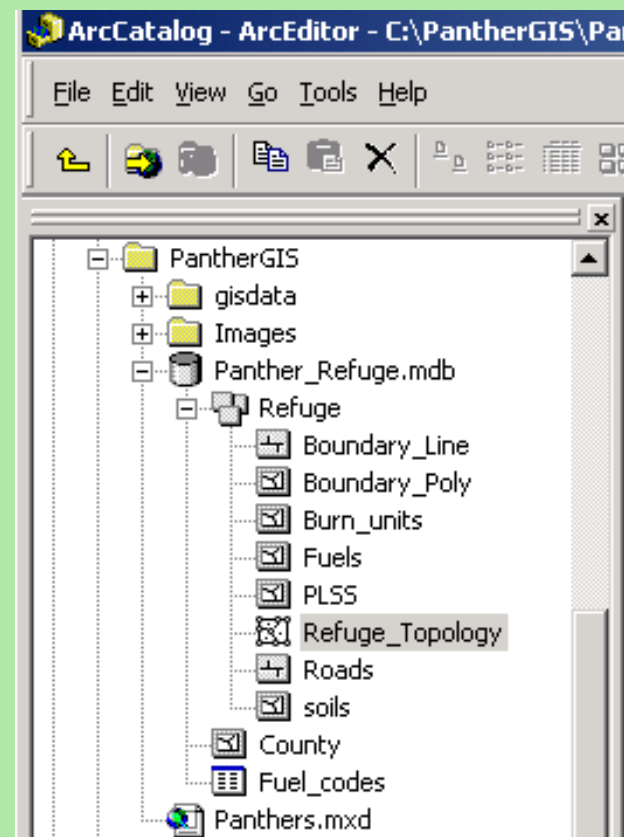 ArcCatalog - ArcEditor - C:\PantherGIS\Pa
File Edit View Go Tools Help
PantherGIS
gisdata
Images
Panther_Refuge.mdb
Refuge
Boundary_Line
Boundary_Poly
Burn_units
Fuels
PLSS
Refuge_Topology
Roads
soils
County
Fuel_codes
Panthers.mxd